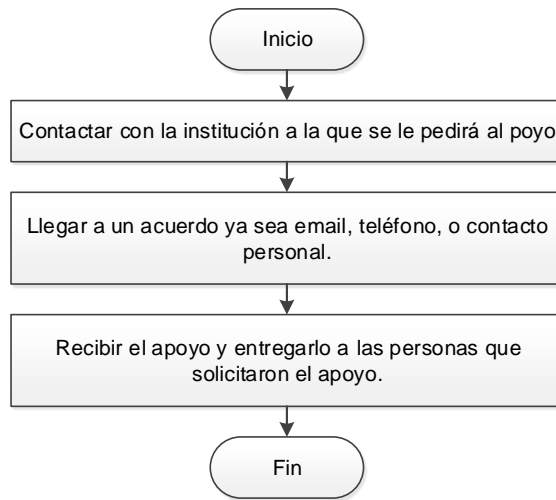 Inicio
Contactar con la institución a la que se le pedirá al poyo
Llegar a un acuerdo ya sea email, teléfono, o contacto
personal.
Recibir el apoyo y entregarlo a las personas que
solicitaron el apoyo.
Fin